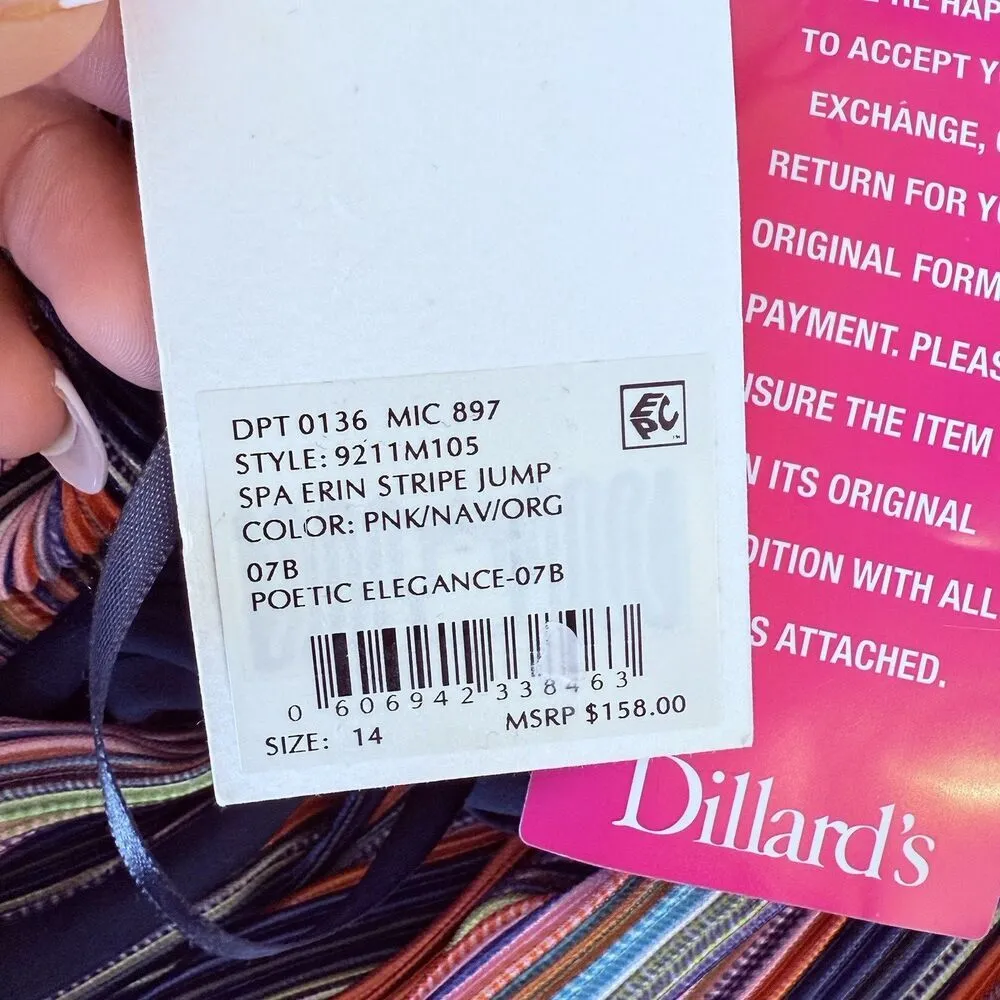 DPT 0136 MIC 897
STYLE: 9211M105
SPA ERIN STRIPE JUMP
COLOR: PNK/NAV/ORG
07B
POETIC ELEGANCE-07B
0 606942 338463
SIZE: 14 MSRP $158.00
EPC
TO ACCEPT
EXCHANGE,
RETURN FOR
ORIGINAL FORM
PAYMENT. PLEAS
SURE THE ITEM
N ITS ORIGINAL
DITION WITH ALL
S ATTACHED.
Dillard's